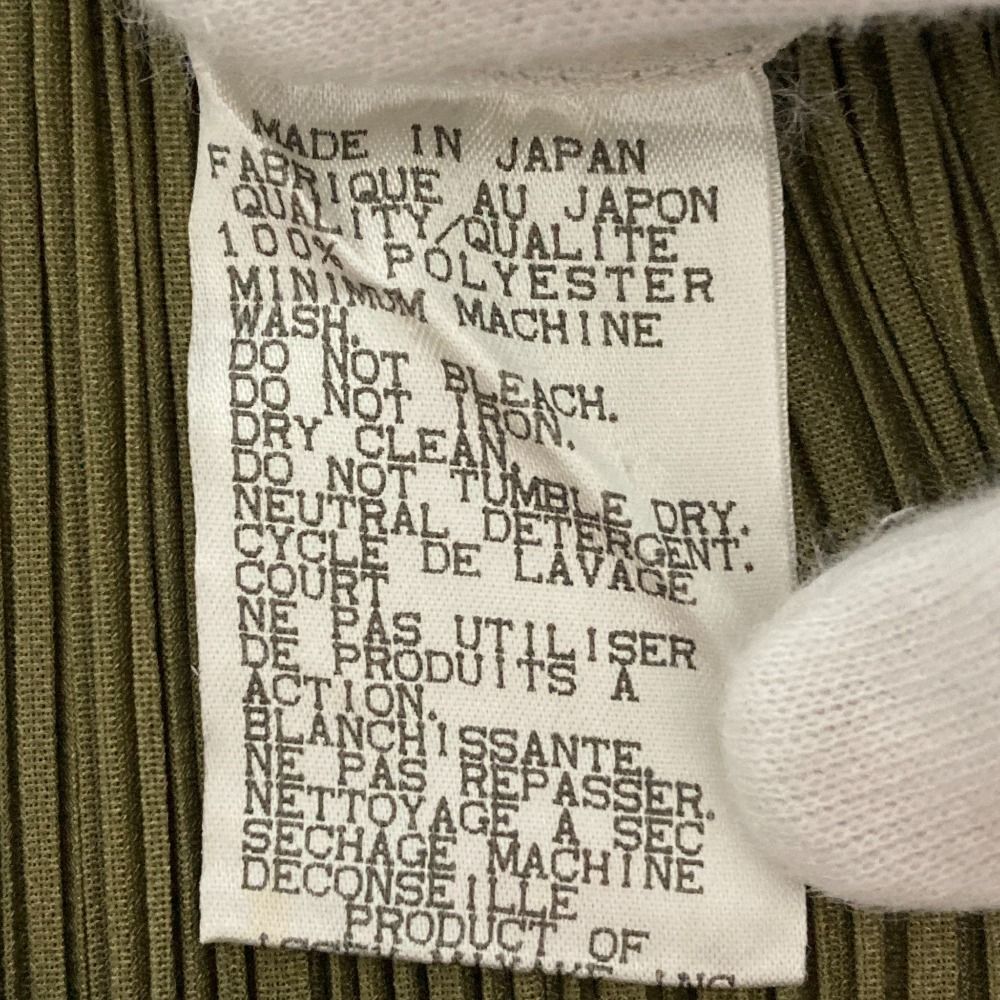 MADE IN JAPAN
FABRIQUE AU JAPON
QUALITY/QUALITE
100% POLYESTER
MINIMUM MACHINE
WASH.
DO NOT BLEACH.
DO NOT IRON.
DRY CLEAN.
DO NOT TUMBLE DRY.
NEUTRAL DETERGENT.
CYCLE DE LAVAGE
COURT
NE PAS UTILISER
DE PRODUITS A
ACTION.
BLANCHISSANTE.
NE PAS REPASSER.
NETTOYAGE A SEC
SECHAGE MACHINE
DECONSEILLE
PRODUCT OF
INC